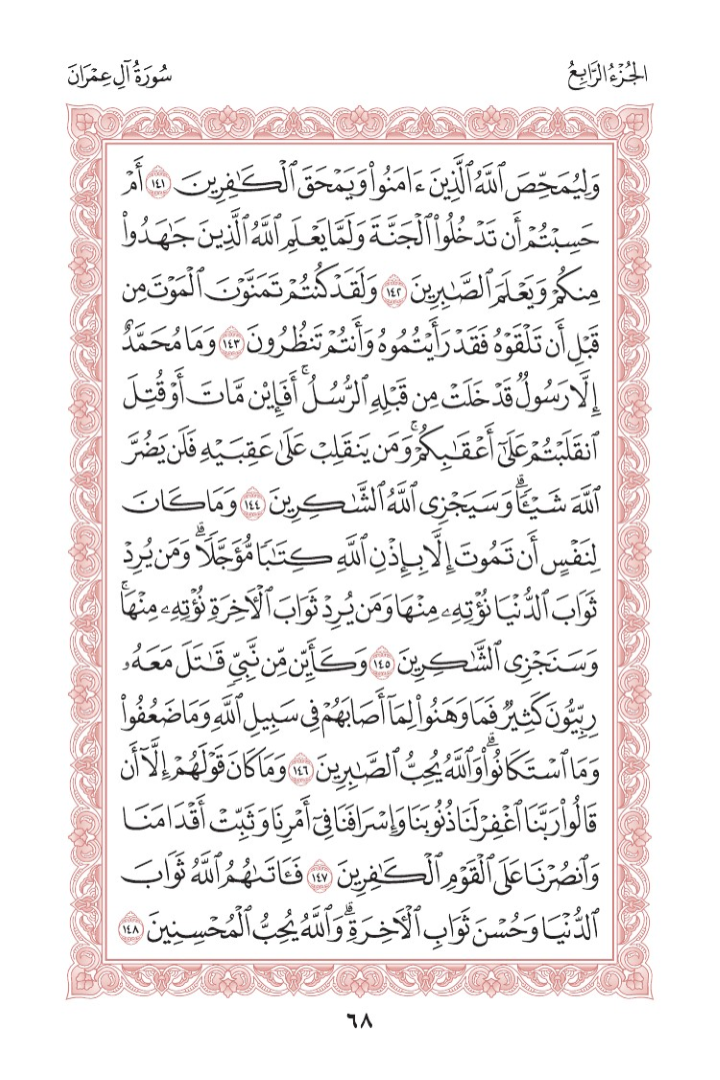 الجُزْءُ الرَّابِعُ
سُورَةُ آلِ عِمْرَانَ
وَلِيُمَحِّصَ ٱللَّهُ ٱلَّذِينَ ءَامَنُوا۟ وَيَمْحَقَ ٱلْكَـٰفِرِينَ ١٤١ أَمْ
حَسِبْتُمْ أَن تَدْخُلُوا۟ ٱلْجَنَّةَ وَلَمَّا يَعْلَمِ ٱللَّهُ ٱلَّذِينَ جَـٰهَدُوا۟
مِنكُمْ وَيَعْلَمَ ٱلصَّـٰبِرِينَ ١٤٢ وَلَقَدْ كُنتُمْ تَمَنَّوْنَ ٱلْمَوْتَ مِن
قَبْلِ أَن تَلْقَوْهُ فَقَدْ رَأَيْتُمُوهُ وَأَنتُمْ تَنظُرُونَ ١٤٣ وَمَا مُحَمَّدٌ
إِلَّا رَسُولٌ قَدْ خَلَتْ مِن قَبْلِهِ ٱلرُّسُلُ ۚ أَفَإِي۟ن مَّاتَ أَوْ قُتِلَ
ٱنقَلَبْتُمْ عَلَىٰٓ أَعْقَـٰبِكُمْ ۚ وَمَن يَنقَلِبْ عَلَىٰ عَقِبَيْهِ فَلَن يَضُرَّ
ٱللَّهَ شَيْـًٔا ۗ وَسَيَجْزِى ٱللَّهُ ٱلشَّـٰكِرِينَ ١٤٤ وَمَا كَانَ
لِنَفْسٍ أَن تَمُوتَ إِلَّا بِإِذْنِ ٱللَّهِ كِتَـٰبًا مُّؤَجَّلًا ۗ وَمَن يُرِدْ
ثَوَابَ ٱلدُّنْيَا نُؤْتِهِۦ مِنْهَا وَمَن يُرِدْ ثَوَابَ ٱلْـَٔاخِرَةِ نُؤْتِهِۦ مِنْهَا ۚ
وَسَنَجْزِى ٱلشَّـٰكِرِينَ ١٤٥ وَكَأَيِّن مِّن نَّبِىٍّ قَـٰتَلَ مَعَهُۥ
رِبِّيُّونَ كَثِيرٌ فَمَا وَهَنُوا۟ لِمَآ أَصَابَهُمْ فِى سَبِيلِ ٱللَّهِ وَمَا ضَعُفُوا۟
وَمَا ٱسْتَكَانُوا۟ ۗ وَٱللَّهُ يُحِبُّ ٱلصَّـٰبِرِينَ ١٤٦ وَمَا كَانَ قَوْلَهُمْ إِلَّآ أَن
قَالُوا۟ رَبَّنَا ٱغْفِرْ لَنَا ذُنُوبَنَا وَإِسْرَافَنَا فِىٓ أَمْرِنَا وَثَبِّتْ أَقْدَامَنَا
وَٱنصُرْنَا عَلَى ٱلْقَوْمِ ٱلْكَـٰفِرِينَ ١٤٧ فَـَٔاتَىٰهُمُ ٱللَّهُ ثَوَابَ
ٱلدُّنْيَا وَحُسْنَ ثَوَابِ ٱلْـَٔاخِرَةِ ۗ وَٱللَّهُ يُحِبُّ ٱلْمُحْسِنِينَ ١٤٨
٦٨